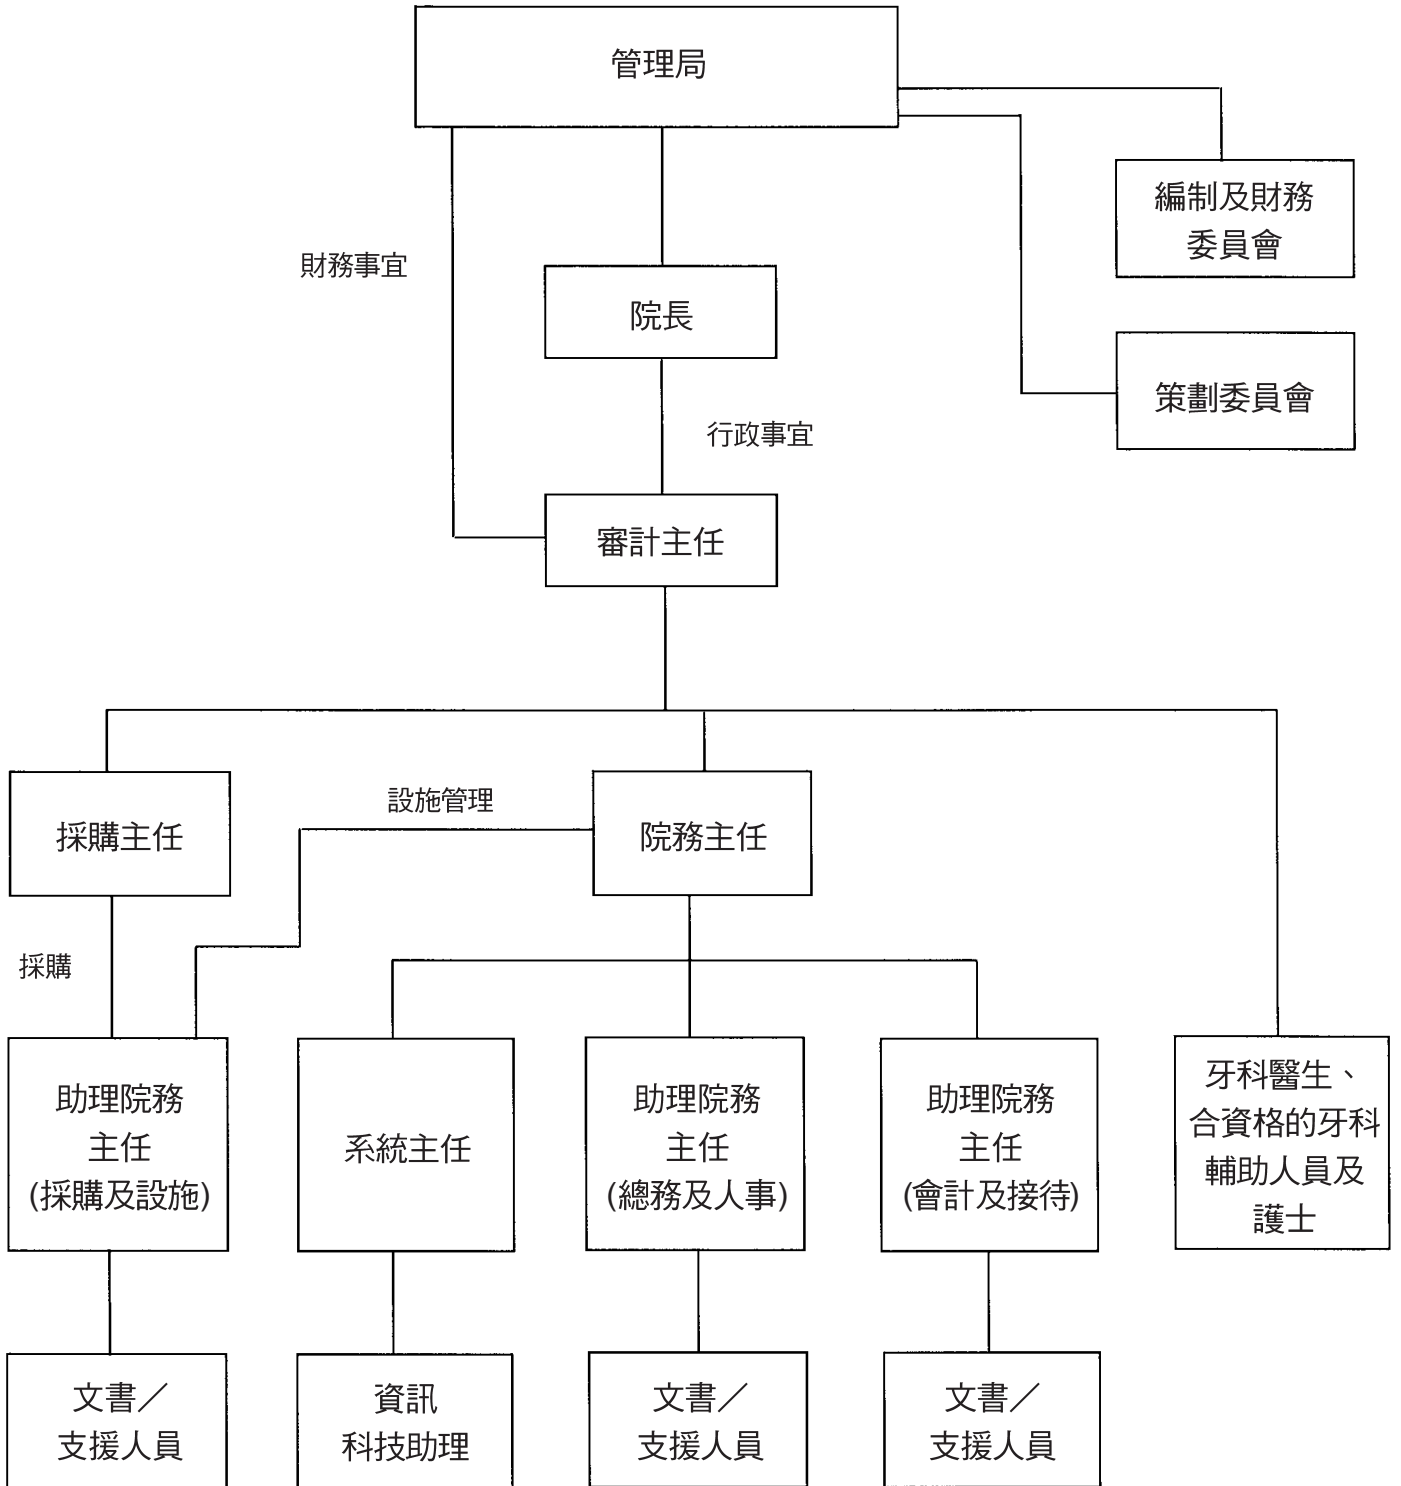 管理局
編制及財務
委員會
財務事宜
院長
策劃委員會
行政事宜
審計主任
設施管理
採購主任
院務主任
採購
助理院務
主任
(採購及設施)
系統主任
助理院務
主任
(總務及人事)
助理院務
主任
(會計及接待)
牙科醫生、
合資格的牙科
輔助人員及
護士
文書／
支援人員
資訊
科技助理
文書／
支援人員
文書／
支援人員